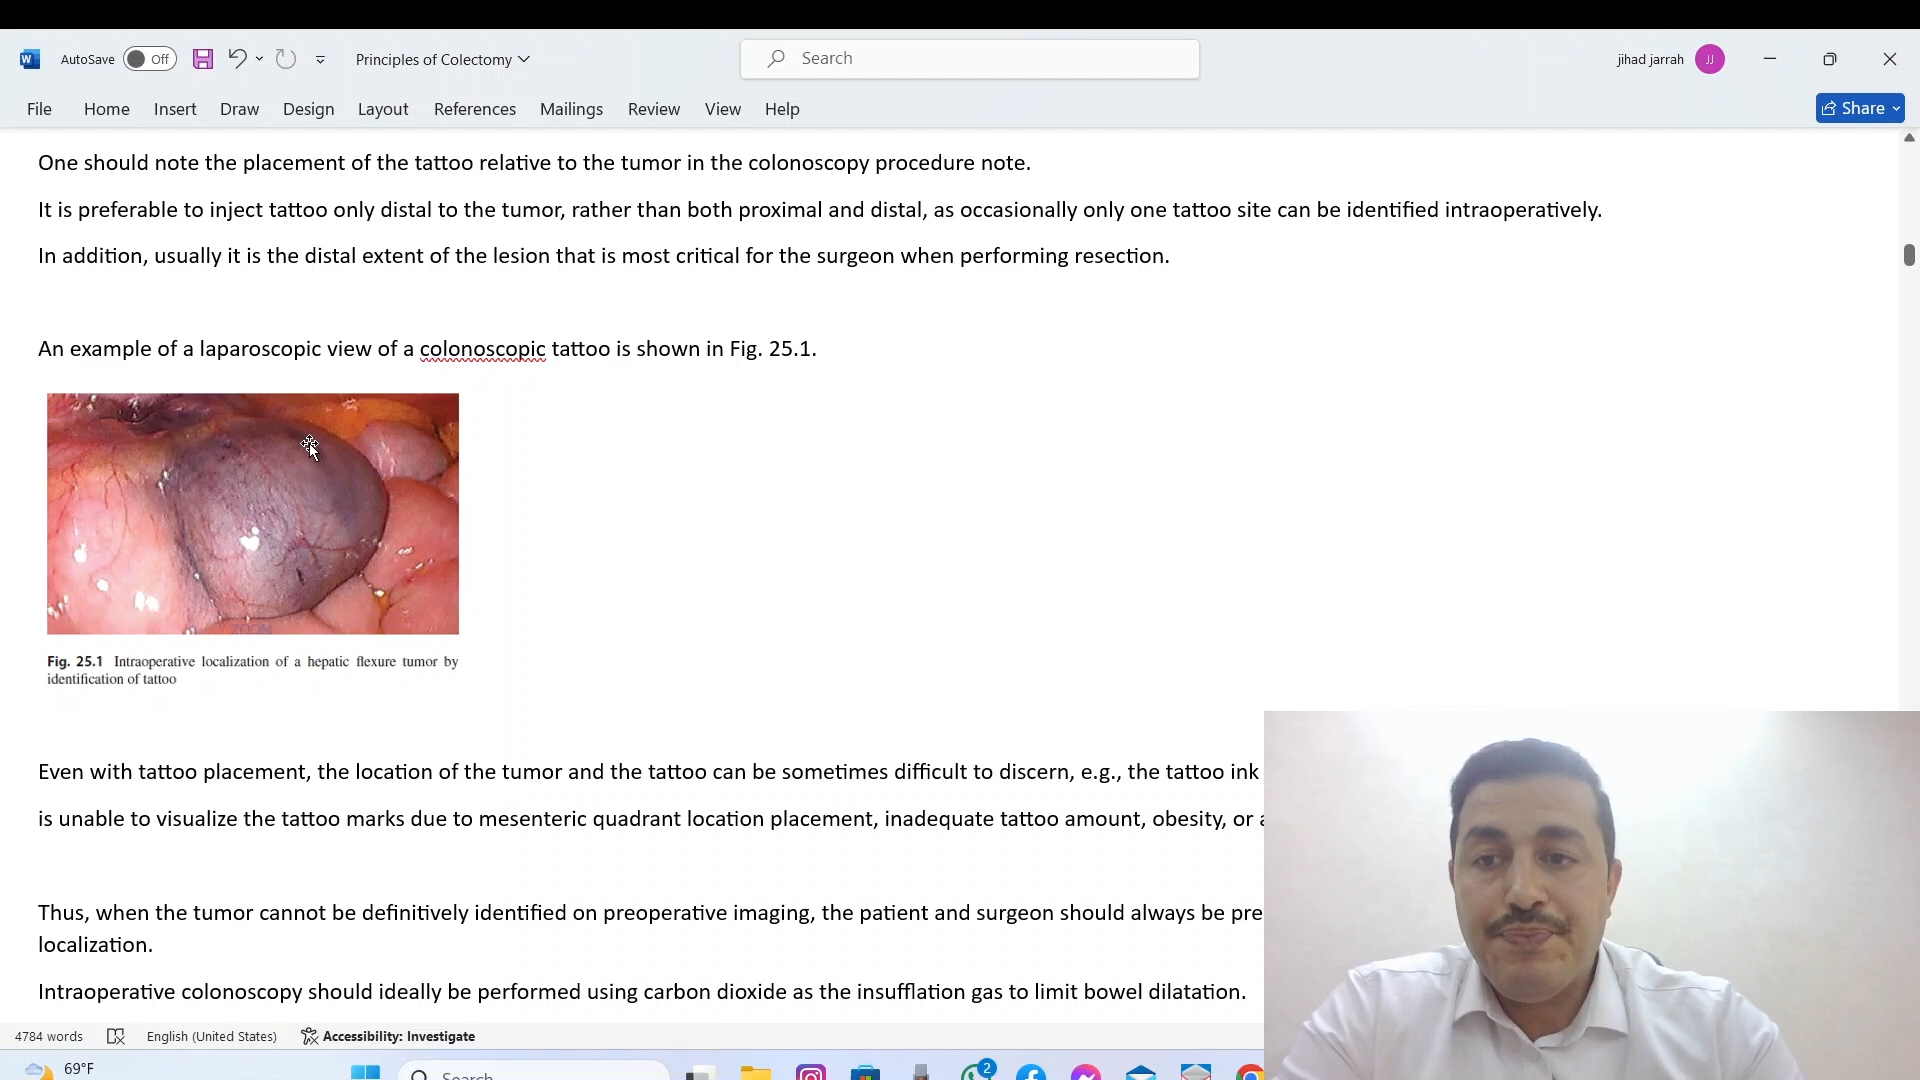 AutoSave Off Principles of Colectomy Search jihad jarrah JJ
File Home Insert Draw Design Layout References Mailings Review View Help Share
One should note the placement of the tattoo relative to the tumor in the colonoscopy procedure note.
It is preferable to inject tattoo only distal to the tumor, rather than both proximal and distal, as occasionally only one tattoo site can be identified intraoperatively.
In addition, usually it is the distal extent of the lesion that is most critical for the surgeon when performing resection.
An example of a laparoscopic view of a colonoscopic tattoo is shown in Fig. 25.1.
ZOOM
Fig. 25.1 Intraoperative localization of a hepatic flexure tumor by
identification of tattoo
Even with tattoo placement, the location of the tumor and the tattoo can be sometimes difficult to discern, e.g., the tattoo ink
is unable to visualize the tattoo marks due to mesenteric quadrant location placement, inadequate tattoo amount, obesity, or
Thus, when the tumor cannot be definitively identified on preoperative imaging, the patient and surgeon should always be pre
localization.
Intraoperative colonoscopy should ideally be performed using carbon dioxide as the insufflation gas to limit bowel dilatation.
4784 words English (United States) Accessibility: Investigate
69°F Search 2